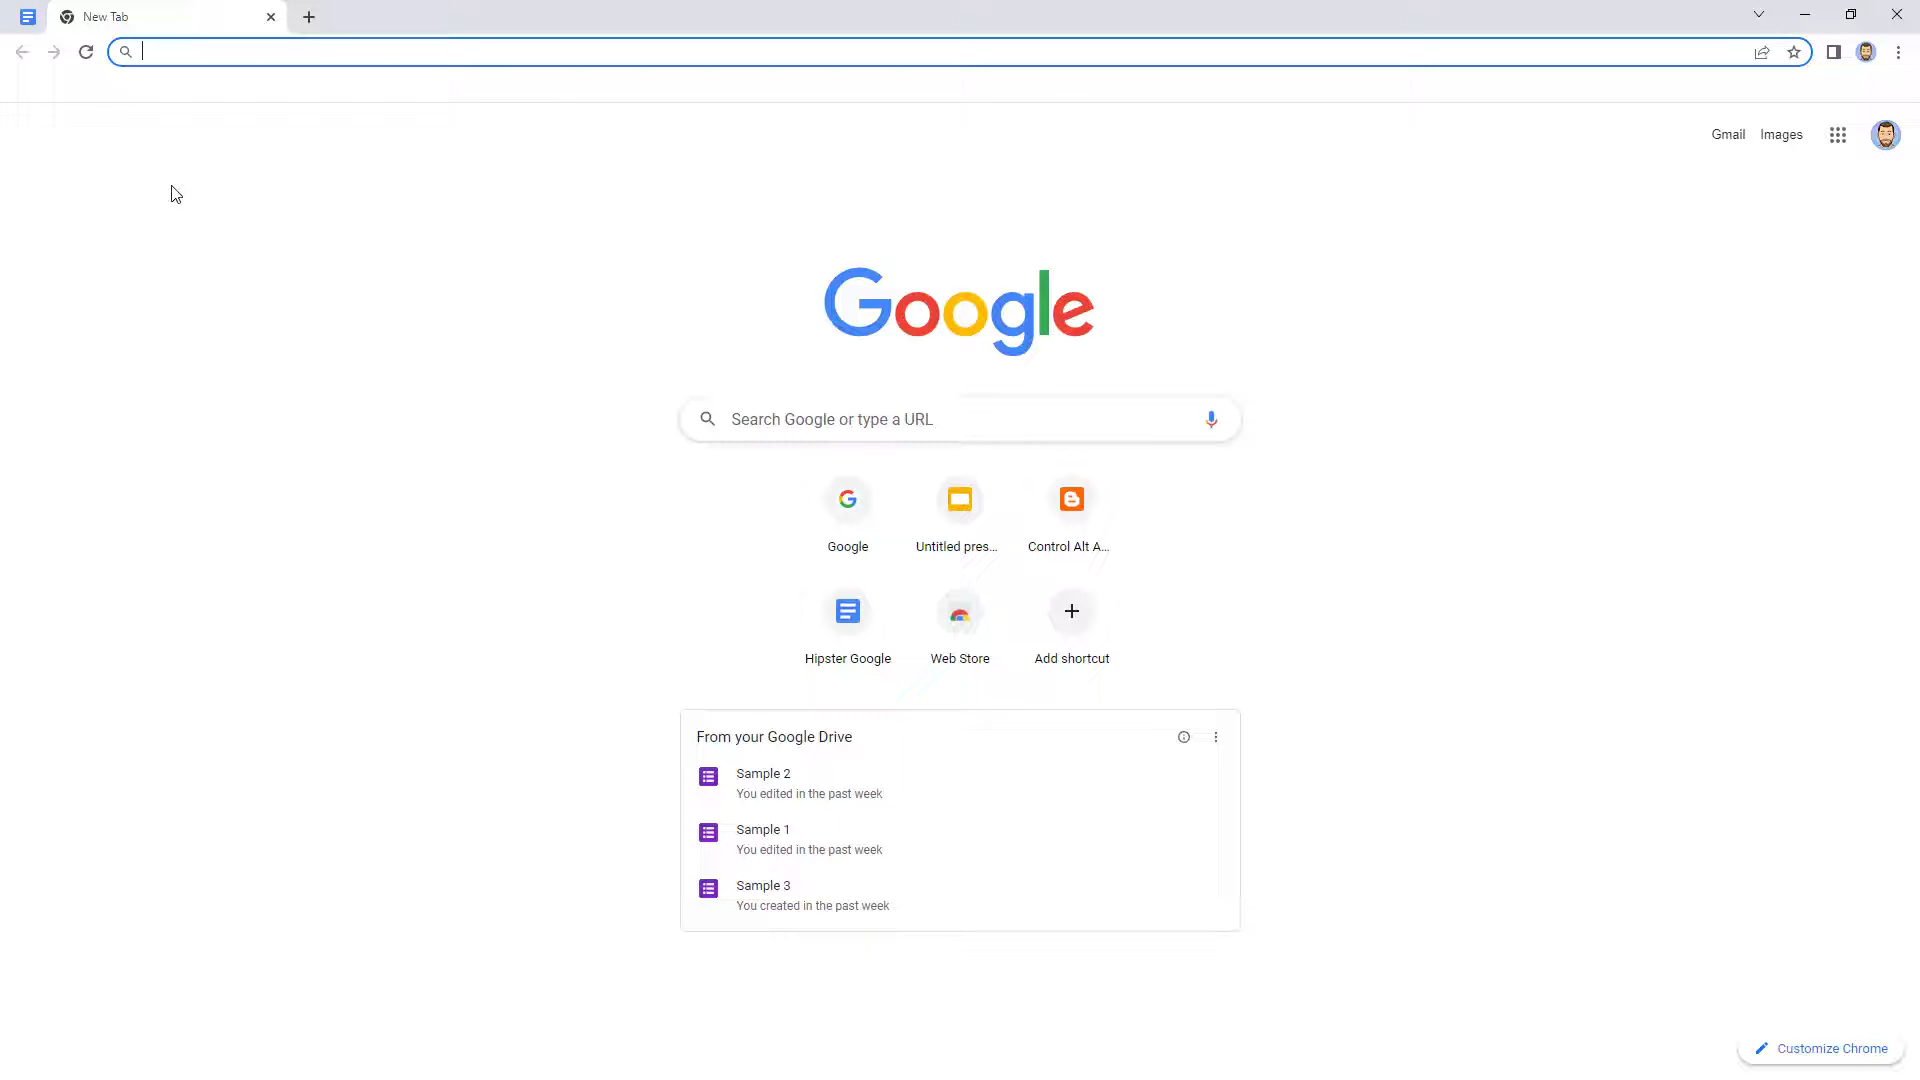 New Tab
Gmail Images
Google
Search Google or type a URL
Google
Untitled pres...
Control Alt A...
Hipster Google
Web Store
Add shortcut
From your Google Drive
Sample 2
You edited in the past week
Sample 1
You edited in the past week
Sample 3
You created in the past week
Customize Chrome